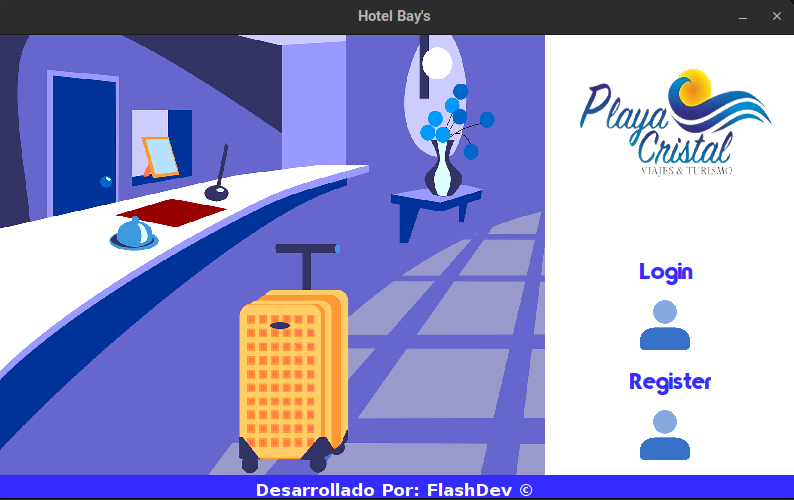 Hotel Bay's
Playa
Cristal
VIAJES & TURISMO
Login
Register
Desarrollado Por: FlashDev ©